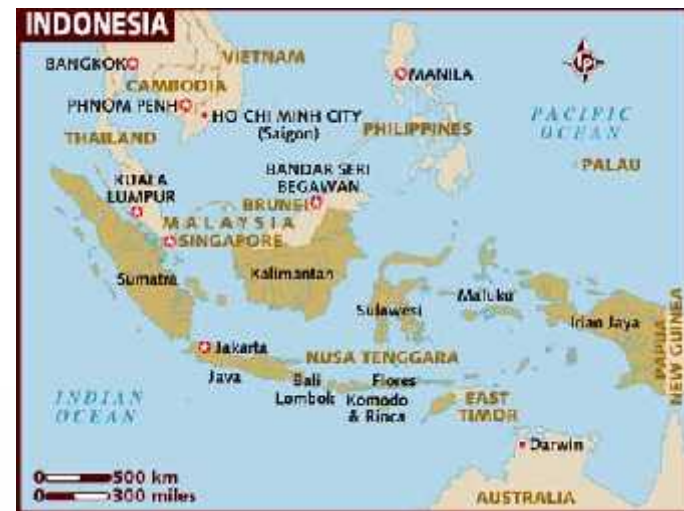 INDONESIA
BANGKOK
VIETNAM
CAMBODIA
MANILA
PHNOM PENH
HO CHI MINH CITY
(Saigon)
PHILIPPINES
PACIFIC
OCEAN
THAILAND
PALAU
KUALA
LUMPUR
BANDAR SERI
BEGAWAN
BRUNEI
MALAYSIA
SINGAPORE
Sumatra
Kalimantan
Sulawesi
Maluku
Irian Jaya
PAPUA
NEW GUINEA
Jakarta
NUSA TENGGARA
Java
Bali
Lombok
Flores
Komodo
& Rinca
EAST
TIMOR
INDIAN
OCEAN
Darwin
0 500 km
0 300 miles
AUSTRALIA